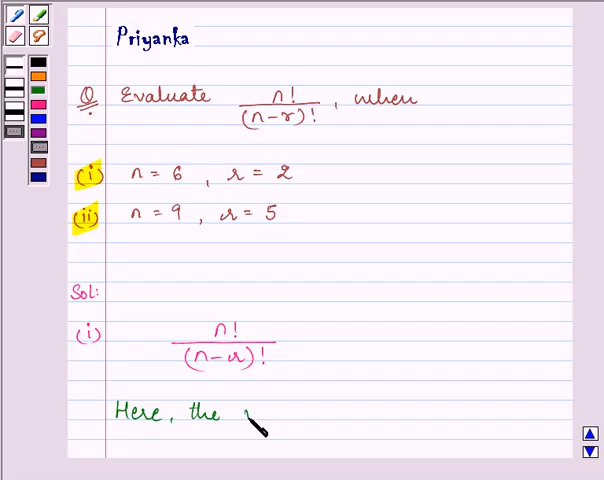 Priyanka
Q Evaluate n!/(n-r)! , when
(i) n = 6 , r = 2
(ii) n = 9 , r = 5
Sol:
(i) n!/(n-r)!
Here, the